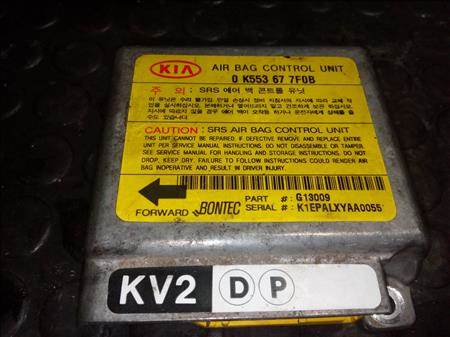 KIA
AIR BAG CONTROL UNIT
0 K553 67 7F0B
주 의 : SRS 에어 백 콘트롤 유닛
CAUTION : SRS AIR BAG CONTROL UNIT
THIS UNIT CANNOT BE REPAIRED. IF DEFECTIVE REMOVE AND REPLACE ENTIRE
UNIT PER SERVICE MANUAL INSTRUCTIONS. DO NOT DISASSEMBLE OR TAMPER.
SEE SERVICE MANUAL FOR HANDLING AND STORAGE INSTRUCTIONS. DO NOT
DROP, KEEP DRY. FAILURE TO FOLLOW INSTRUCTIONS COULD RENDER AIR
BAG INOPERATIVE AND RESULT IN DRIVER INJURY.
PART # : G13009
FORWARD BONTEC SERIAL # : K1EPALXYAA0055
KV2 D P